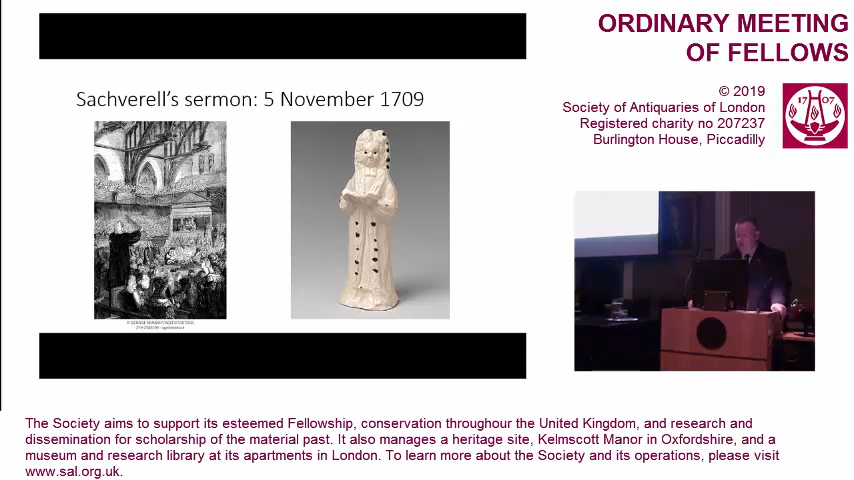 ORDINARY MEETING
OF FELLOWS
© 2019
Society of Antiquaries of London
Registered charity no 207237
Burlington House, Piccadilly
17 07
Sachverell's sermon: 5 November 1709
The Society aims to support its esteemed Fellowship, conservation throughour the United Kingdom, and research and
dissemination for scholarship of the material past. It also manages a heritage site, Kelmscott Manor in Oxfordshire, and a
museum and research library at its apartments in London. To learn more about the Society and its operations, please visit
www.sal.org.uk.